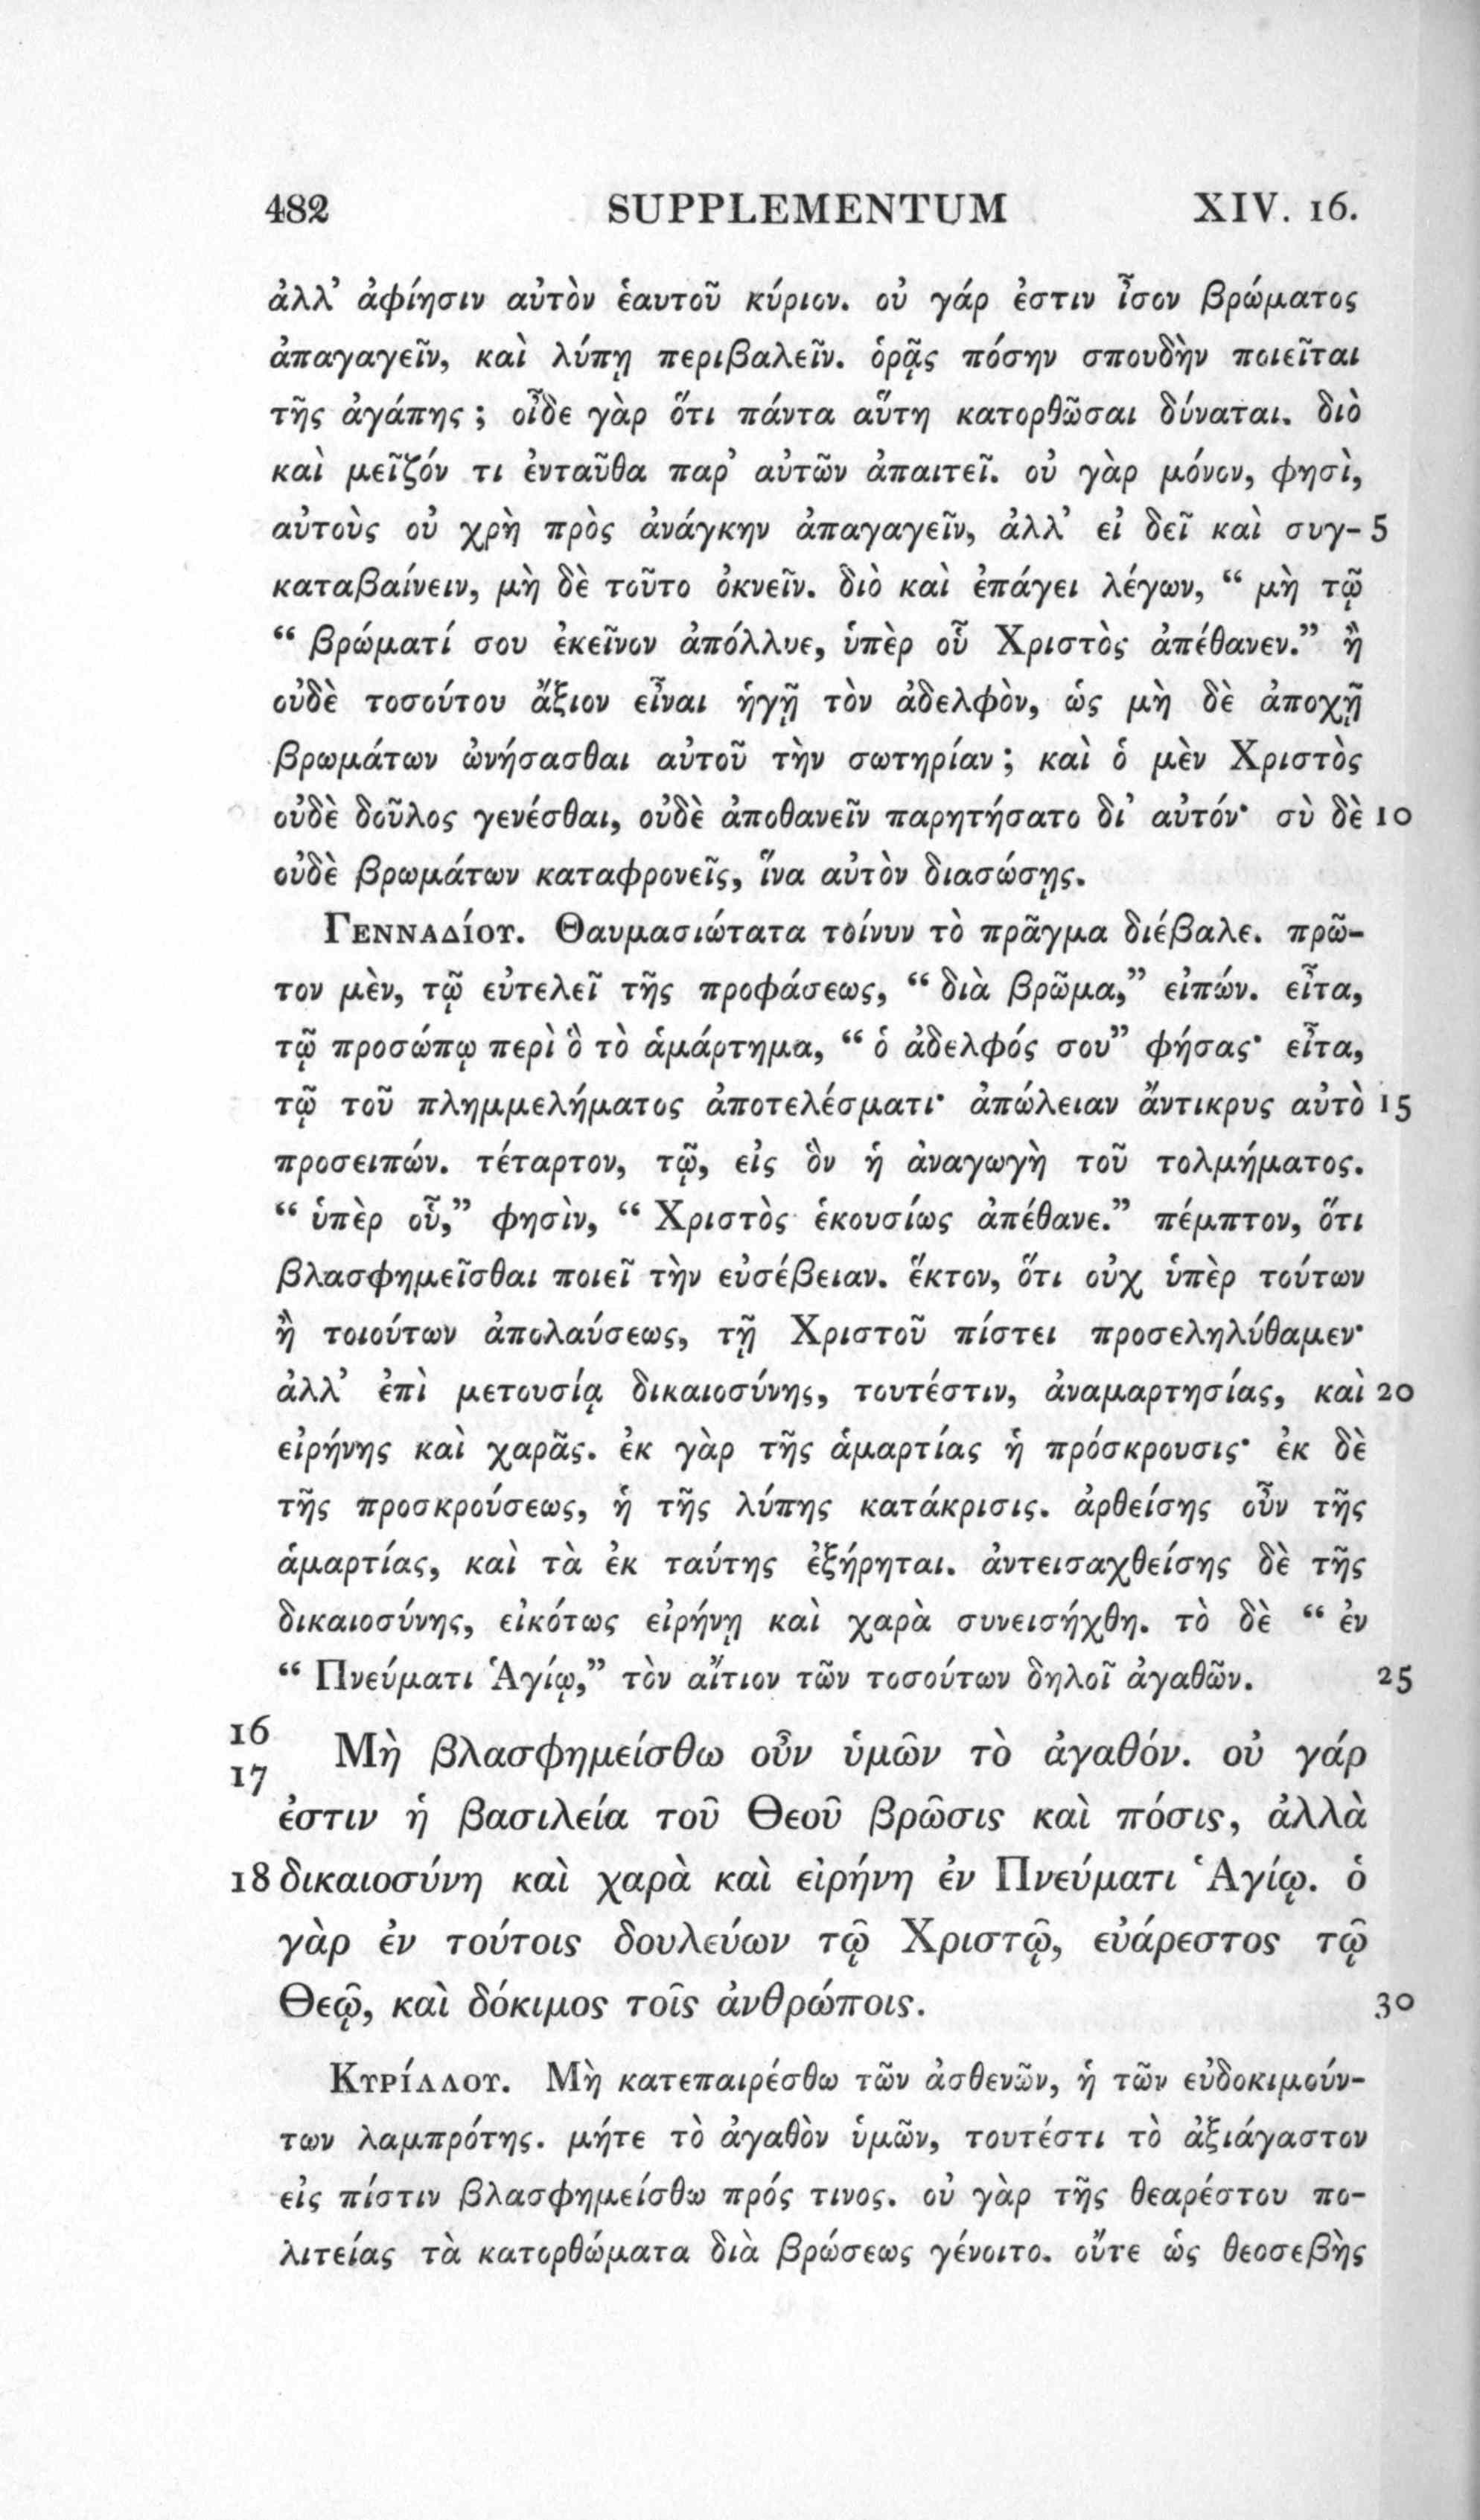 482 SUPPLEMENTUM XIV. 16.
ἀλλ᾽ ἀφίησιν αὐτὸν ἑαυτοῦ κύριον. οὐ γάρ ἐστιν ἶσον βρώματος
ἀπαγαγεῖν, καὶ λύπῃ περιβαλεῖν. ὁρᾷς πόσην σπουδὴν ποιεῖται
τῆς ἀγάπης ; οἶδε γὰρ ὅτι πάντα αὕτη κατορθῶσαι δύναται. διὸ
καὶ μεῖζόν τι ἐνταῦθα παρ᾽ αὐτῶν ἀπαιτεῖ. οὐ γὰρ μόνον, φησὶ,
αὐτοὺς οὐ χρὴ πρὸς ἀνάγκην ἀπαγαγεῖν, ἀλλ᾽ εἰ δεῖ καὶ συγ- 5
καταβαίνειν, μὴ δὲ τοῦτο ὀκνεῖν. διὸ καὶ ἐπάγει λέγων, “ μὴ τῷ
“ βρώματί σου ἐκεῖνον ἀπόλλυε, ὑπὲρ οὗ Χριστὸς ἀπέθανεν.” ἢ
οὐδὲ τοσούτου ἄξιον εἶναι ἡγῇ τὸν ἀδελφὸν, ὡς μὴ δὲ ἀποχῇ
βρωμάτων ὠνήσασθαι αὐτοῦ τὴν σωτηρίαν ; καὶ ὁ μὲν Χριστὸς
οὐδὲ δοῦλος γενέσθαι, οὐδὲ ἀποθανεῖν παρητήσατο δι᾽ αὐτόν· σὺ δὲ 10
οὐδὲ βρωμάτων καταφρονεῖς, ἵνα αὐτὸν διασώσῃς.
Γενναδίου. Θαυμασιώτατα τοίνυν τὸ πρᾶγμα διέβαλε. πρῶ-
τον μὲν, τῷ εὐτελεῖ τῆς προφάσεως, “ διὰ βρῶμα,” εἰπών. εἶτα,
τῷ προσώπῳ περὶ ὃ τὸ ἁμάρτημα, “ ὁ ἀδελφός σου” φήσας· εἶτα,
τῷ τοῦ πλημμελήματος ἀποτελέσματι· ἀπώλειαν ἄντικρυς αὐτὸ 15
προσειπών. τέταρτον, τῷ, εἰς ὃν ἡ ἀναγωγὴ τοῦ τολμήματος.
“ ὑπὲρ οὗ,” φησὶν, “ Χριστὸς ἑκουσίως ἀπέθανε.” πέμπτον, ὅτι
βλασφημεῖσθαι ποιεῖ τὴν εὐσέβειαν. ἕκτον, ὅτι οὐχ ὑπὲρ τούτων
ἢ τοιούτων ἀπολαύσεως, τῇ Χριστοῦ πίστει προσεληλύθαμεν·
ἀλλ᾽ ἐπὶ μετουσίᾳ δικαιοσύνης, τουτέστιν, ἀναμαρτησίας, καὶ 20
εἰρήνης καὶ χαρᾶς. ἐκ γὰρ τῆς ἁμαρτίας ἡ πρόσκρουσις· ἐκ δὲ
τῆς προσκρούσεως, ἡ τῆς λύπης κατάκρισις. ἀρθείσης οὖν τῆς
ἁμαρτίας, καὶ τὰ ἐκ ταύτης ἐξήρηται. ἀντεισαχθείσης δὲ τῆς
δικαιοσύνης, εἰκότως εἰρήνῃ καὶ χαρὰ συνεισήχθη. τὸ δὲ “ ἐν
“ Πνεύματι Ἁγίῳ,” τὸν αἴτιον τῶν τοσούτων δηλοῖ ἀγαθῶν. 25
16 Μὴ βλασφημείσθω οὖν ὑμῶν τὸ ἀγαθόν. οὐ γάρ
17 ἐστιν ἡ βασιλεία τοῦ Θεοῦ βρῶσις καὶ πόσις, ἀλλὰ
18 δικαιοσύνη καὶ χαρὰ καὶ εἰρήνη ἐν Πνεύματι Ἁγίῳ. ὁ
γὰρ ἐν τούτοις δουλεύων τῷ Χριστῷ, εὐάρεστος τῷ
Θεῷ, καὶ δόκιμος τοῖς ἀνθρώποις. 30
Κυρίλλου. Μὴ κατεπαιρέσθω τῶν ἀσθενῶν, ἡ τῶν εὐδοκιμούν-
των λαμπρότης. μήτε τὸ ἀγαθὸν ὑμῶν, τουτέστι τὸ ἀξιάγαστον
εἰς πίστιν βλασφημείσθω πρός τινος. οὐ γὰρ τῆς θεαρέστου πο-
λιτείας τὰ κατορθώματα διὰ βρώσεως γένοιτο. οὔτε ὡς θεοσεβὴς